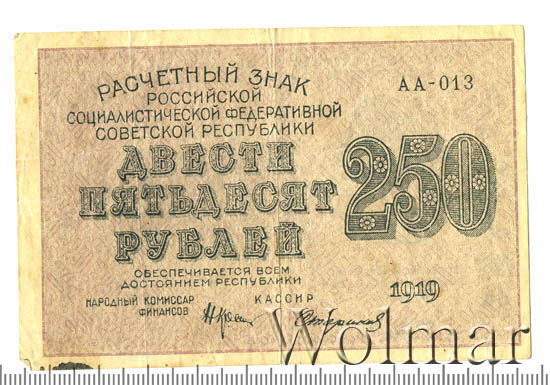 РАСЧЕТНЫЙ ЗНАК
АА-013
РОССИЙСКОЙ
СОЦИАЛИСТИЧЕСКОЙ ФЕДЕРАТИВНОЙ
СОВЕТСКОЙ РЕСПУБЛИКИ
ДВЕСТИ
ПЯТЬДЕСЯТ
РУБЛЕЙ
250
ОБЕСПЕЧИВАЕТСЯ ВСЕМ
ДОСТОЯНИЕМ РЕСПУБЛИКИ
НАРОДНЫЙ КОМИССАР
ФИНАНСОВ
КАССИР
1919
Wolmar